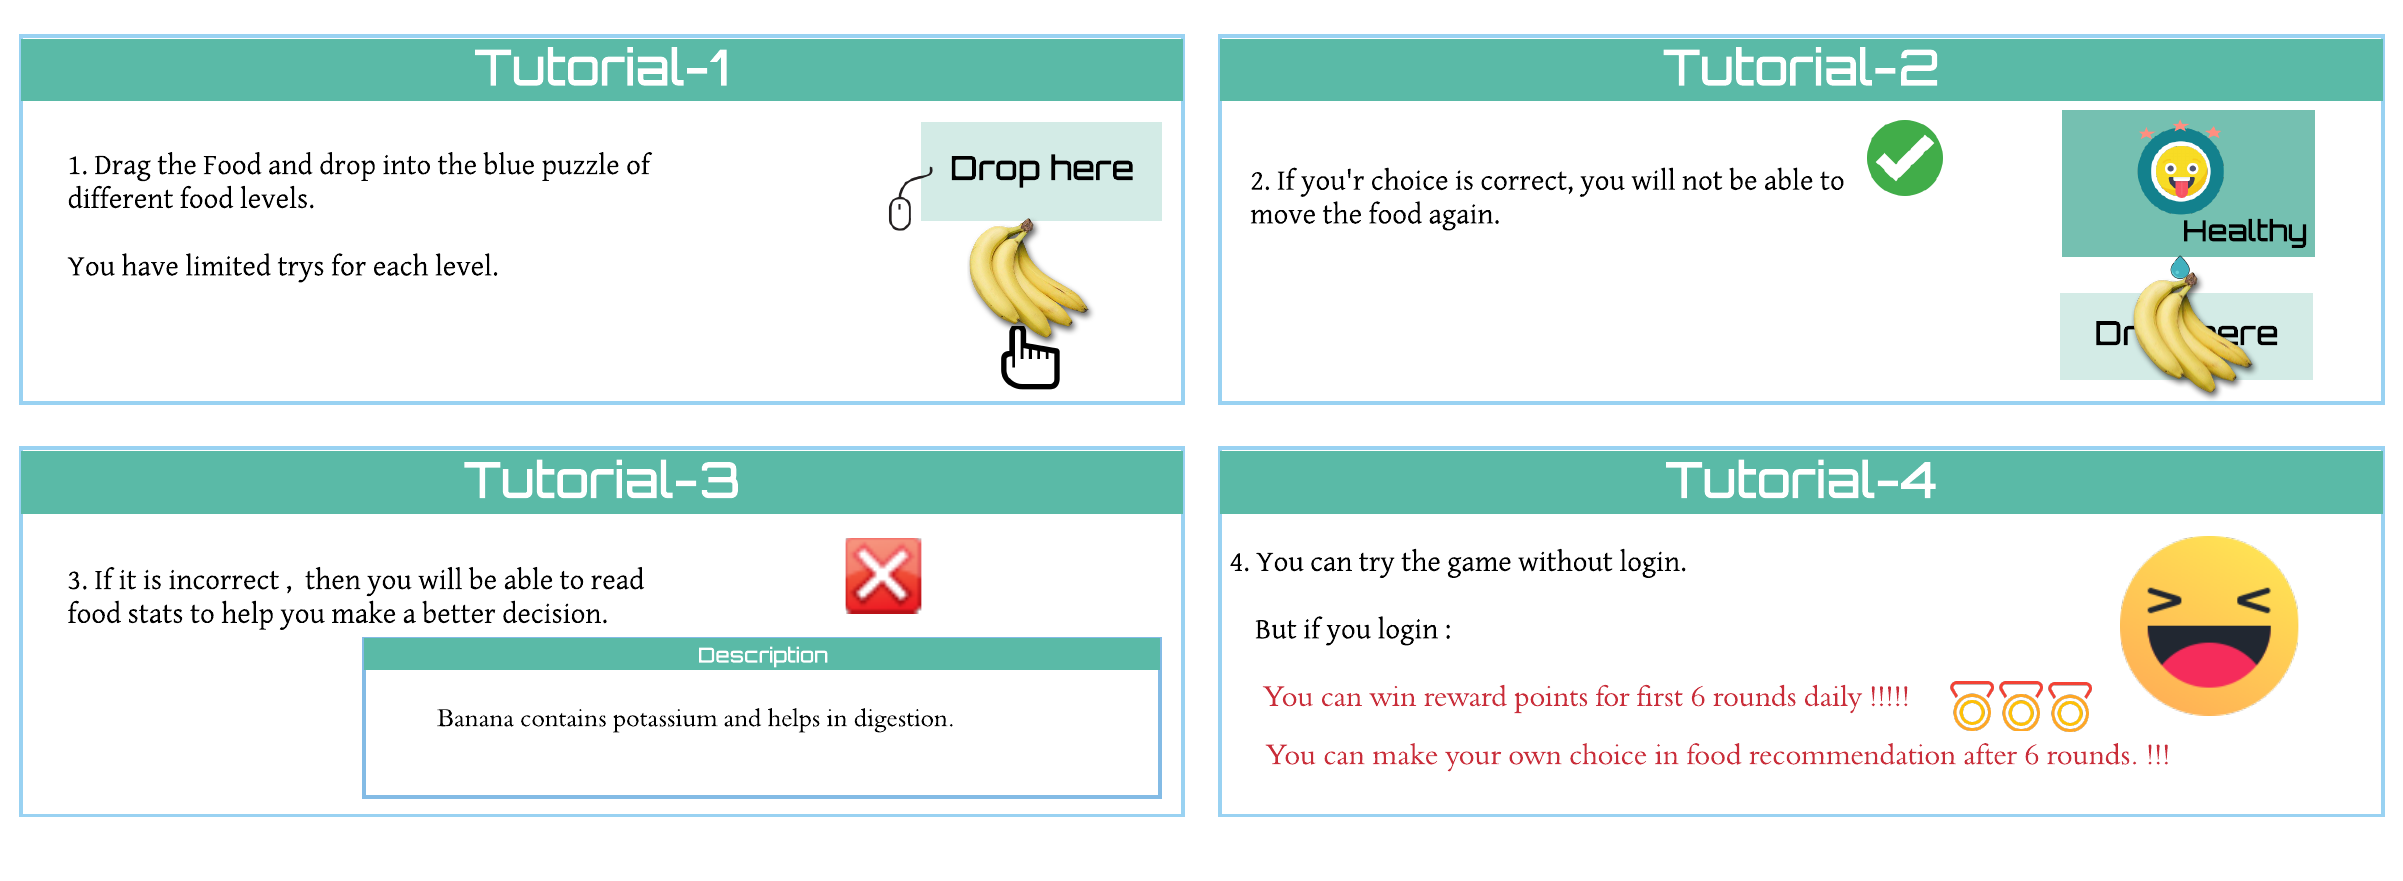 Tutorial-1
1. Drag the Food and drop into the blue puzzle of
different food levels.
You have limited trys for each level.
Drop here
Tutorial-2
2. If you'r choice is correct, you will not be able to
move the food again.
Healthy
Dr ere
Tutorial-3
3. If it is incorrect ,  then you will be able to read
food stats to help you make a better decision.
Description
Banana contains potassium and helps in digestion.
Tutorial-4
4. You can try the game without login.
But if you login :
You can win reward points for first 6 rounds daily !!!!!
You can make your own choice in food recommendation after 6 rounds. !!!